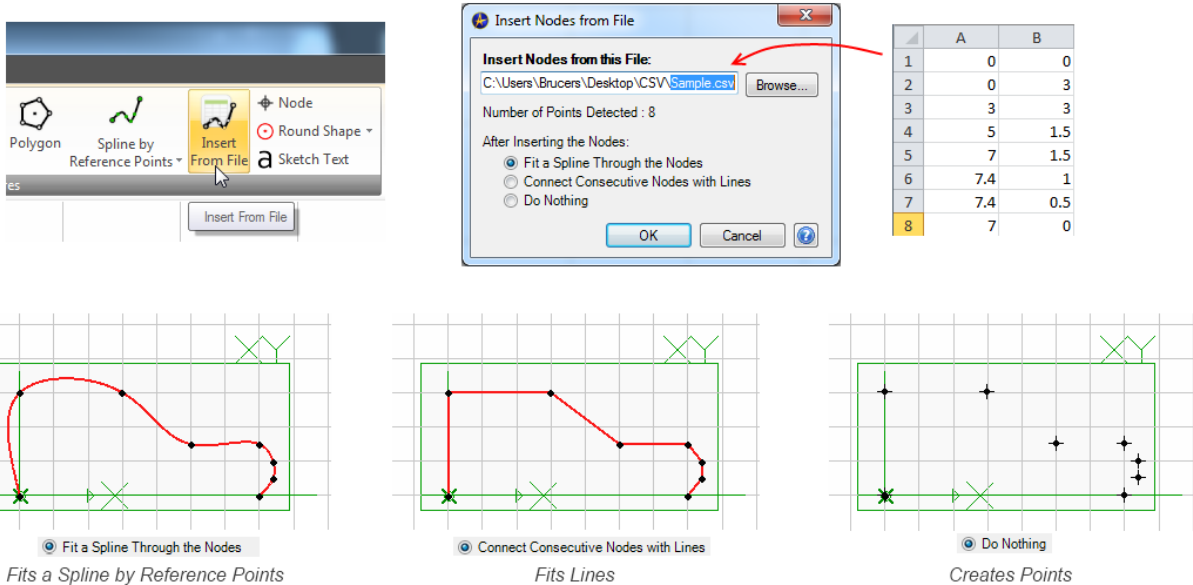 Polygon
Spline by
Reference Points
Insert
From File
Node
Round Shape
a Sketch Text
res
Insert From File
Insert Nodes from File
Insert Nodes from this File:
C:\Users\Brucers\Desktop\CSV\Sample.csv
Browse...
Number of Points Detected : 8
After Inserting the Nodes:
Fit a Spline Through the Nodes
Connect Consecutive Nodes with Lines
Do Nothing
OK
Cancel
?
A B
1 0 0
2 0 3
3 3 3
4 5 1.5
5 7 1.5
6 7.4 1
7 7.4 0.5
8 7 0
XY
X
Fit a Spline Through the Nodes
Fits a Spline by Reference Points
XY
X
Connect Consecutive Nodes with Lines
Fits Lines
XY
X
Do Nothing
Creates Points